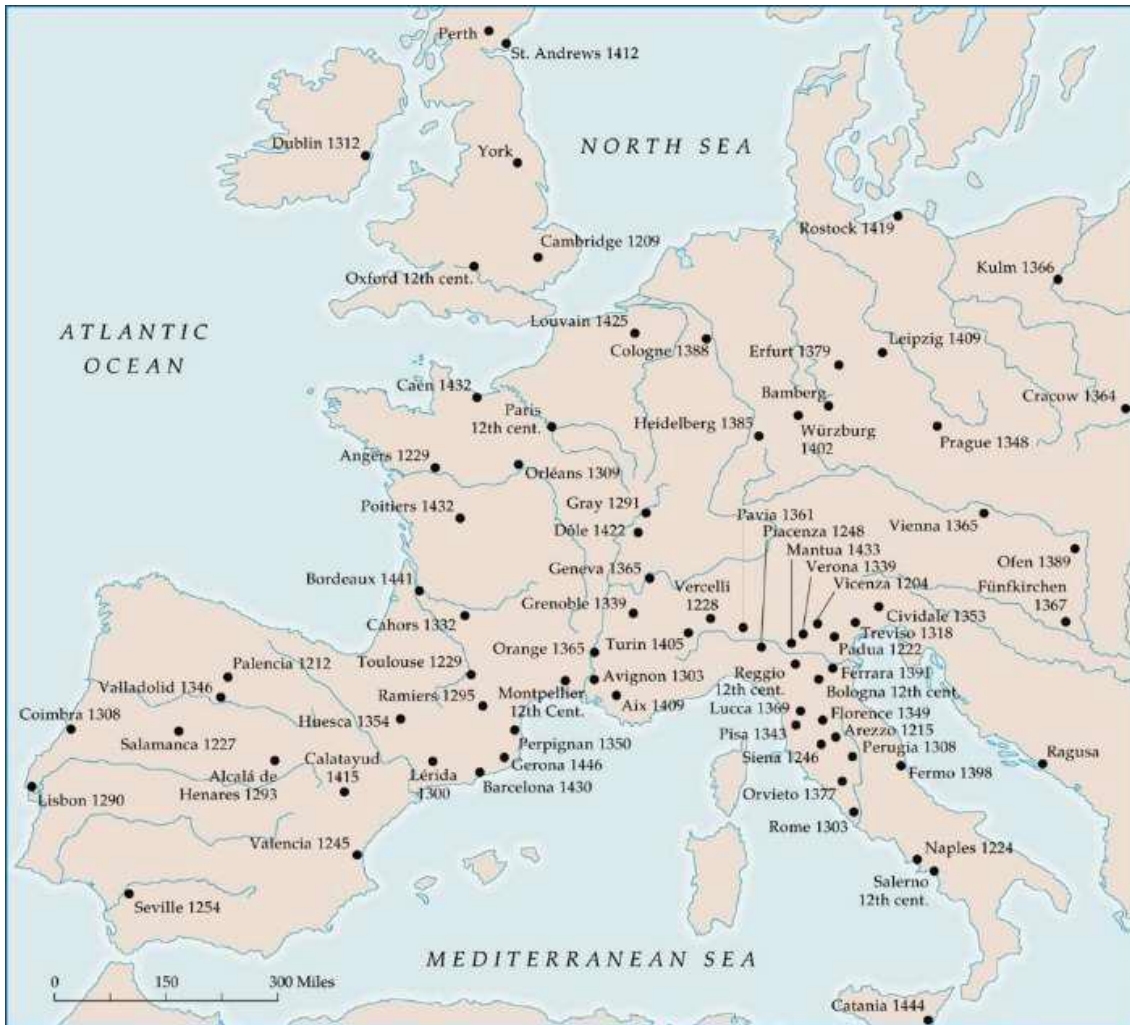 Perth
St. Andrews 1412
Dublin 1312
York
NORTH SEA
Rostock 1419
Cambridge 1209
Oxford 12th cent.
Kulm 1366
ATLANTIC
OCEAN
Louvain 1425
Cologne 1388
Erfurt 1379
Leipzig 1409
Caen 1432
Bamberg
Cracow 1364
Paris
12th cent.
Heidelberg 1385
Würzburg
1402
Prague 1348
Angers 1229
Orléans 1309
Poitiers 1432
Gray 1291
Pavia 1361
Vienna 1365
Dôle 1422
Piacenza 1248
Mantua 1433
Ofen 1389
Geneva 1365
Verona 1339
Bordeaux 1441
Vercelli
1228
Vicenza 1204
Fünfkirchen
1367
Grenoble 1339
Cividale 1353
Cahors 1332
Treviso 1318
Orange 1365
Turin 1405
Padua 1222
Palencia 1212
Toulouse 1229
Reggio
12th cent.
Ferrara 1391
Valladolid 1346
Ramiers 1295
Montpellier
12th Cent.
Avignon 1303
Bologna 12th cent.
Coimbra 1308
Huesca 1354
Aix 1409
Lucca 1369
Florence 1349
Salamanca 1227
Pisa 1343
Arezzo 1215
Perpignan 1350
Siena 1246
Perugia 1308
Ragusa
Alcalá de
Henares 1293
Calatayud
1415
Lérida
1300
Gerona 1446
Fermo 1398
Lisbon 1290
Barcelona 1430
Orvieto 1377
Rome 1303
Valencia 1245
Naples 1224
Salerno
12th cent.
Seville 1254
MEDITERRANEAN SEA
0 150 300 Miles
Catania 1444